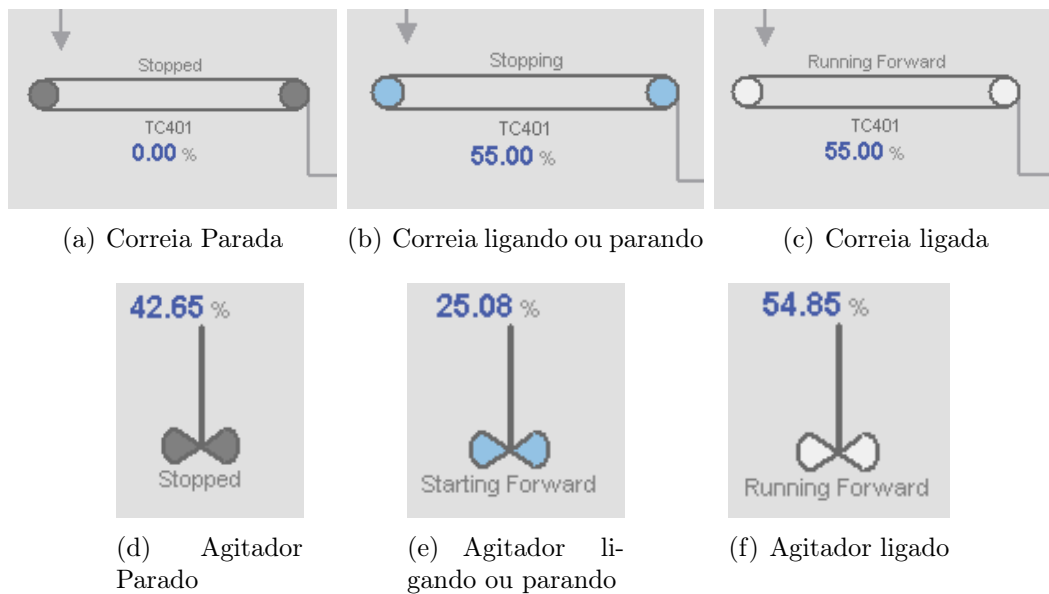 Stopped
TC401
0.00 %
Stopping
TC401
55.00 %
Running Forward
TC401
55.00 %
(a) Correia Parada
(b) Correia ligando ou parando
(c) Correia ligada
42.65 %
Stopped
25.08 %
Starting Forward
54.85 %
Running Forward
(d) Agitador
Parado
(e) Agitador li-
gando ou parando
(f) Agitador ligado